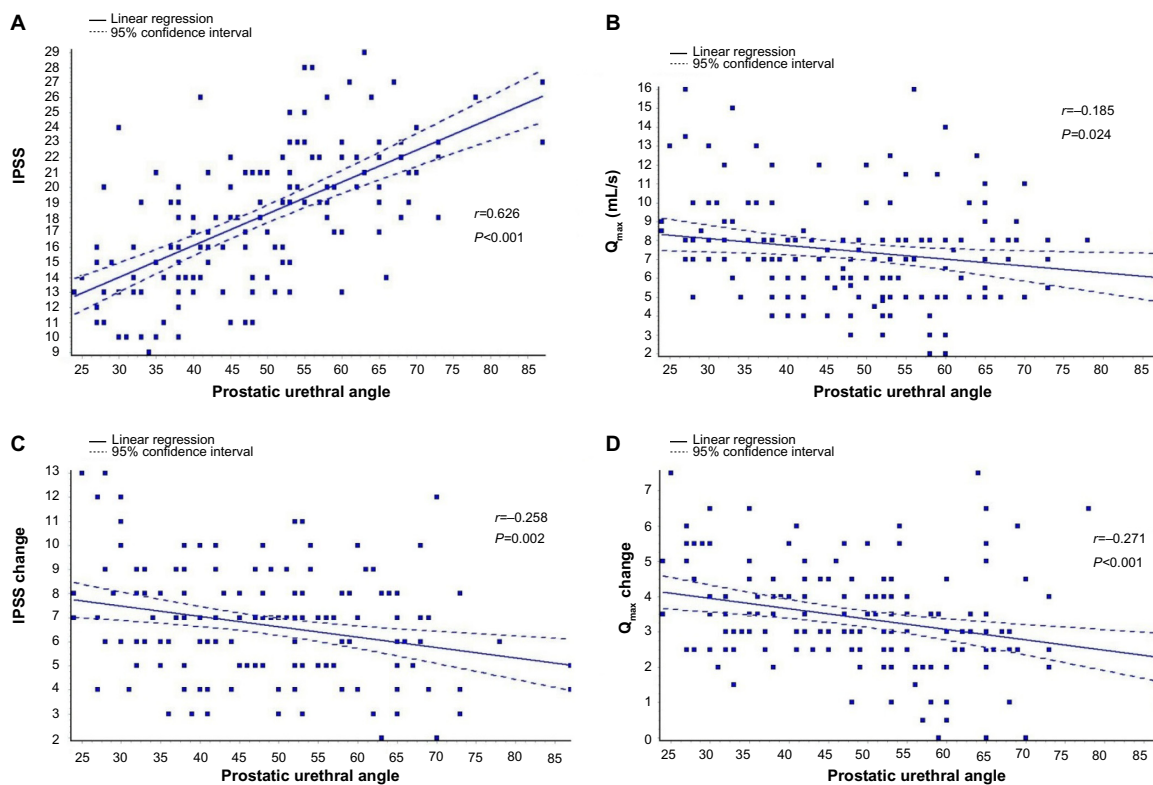 A
Linear regression
95% confidence interval
IPSS
29
28
27
26
25
24
23
22
21
20
19
18
17
16
15
14
13
12
11
10
9
r=0.626
P<0.001
25 30 35 40 45 50 55 60 65 70 75 80 85
Prostatic urethral angle
B
Linear regression
95% confidence interval
Qmax (mL/s)
16
15
14
13
12
11
10
9
8
7
6
5
4
3
2
r=–0.185
P=0.024
25 30 35 40 45 50 55 60 65 70 75 80 85
Prostatic urethral angle
C
Linear regression
95% confidence interval
IPSS change
13
12
11
10
9
8
7
6
5
4
3
2
r=–0.258
P=0.002
25 30 35 40 45 50 55 60 65 70 75 80 85
Prostatic urethral angle
D
Linear regression
95% confidence interval
Qmax change
7
6
5
4
3
2
1
0
r=–0.271
P<0.001
25 30 35 40 45 50 55 60 65 70 75 80 85
Prostatic urethral angle